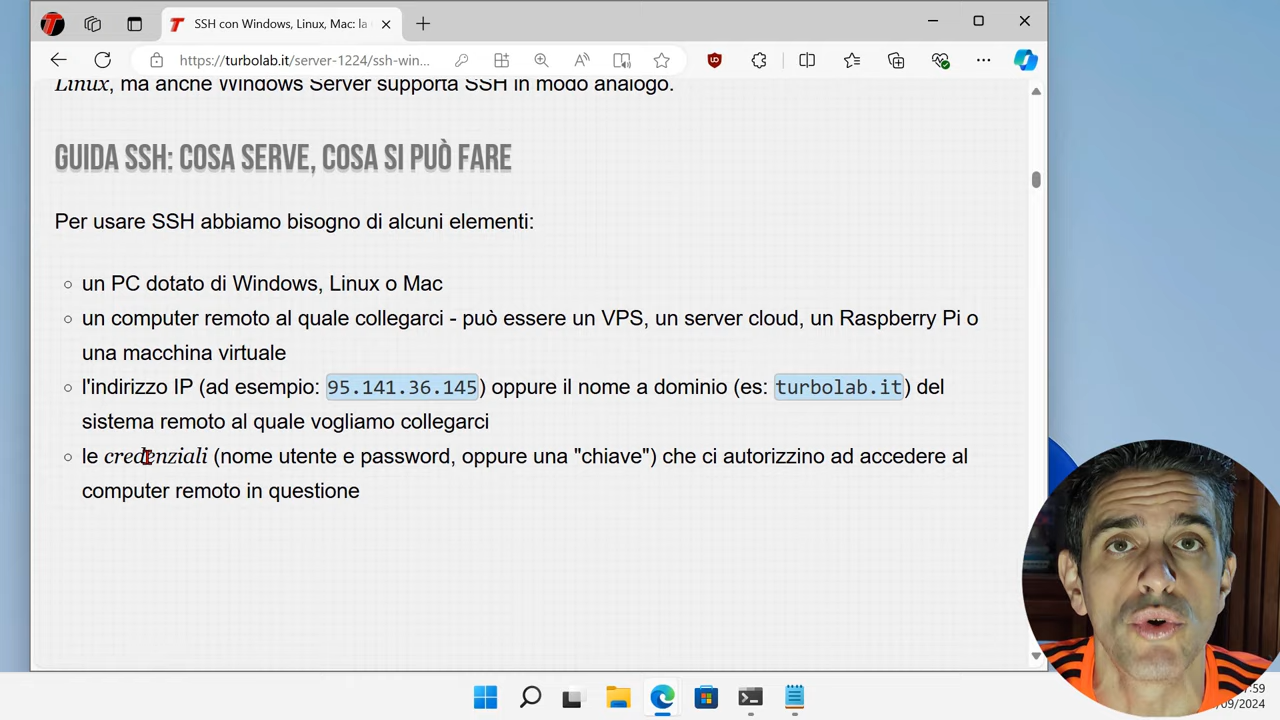 SSH con Windows, Linux, Mac: la
https://turbolab.it/server-1224/ssh-win...
Linux, ma anche Windows Server supporta SSH in modo analogo.
GUIDA SSH: COSA SERVE, COSA SI PUÒ FARE
Per usare SSH abbiamo bisogno di alcuni elementi:
un PC dotato di Windows, Linux o Mac
un computer remoto al quale collegarci - può essere un VPS, un server cloud, un Raspberry Pi o
una macchina virtuale
l'indirizzo IP (ad esempio: 95.141.36.145) oppure il nome a dominio (es: turbolab.it) del
sistema remoto al quale vogliamo collegarci
le credenziali (nome utente e password, oppure una "chiave") che ci autorizzino ad accedere al
computer remoto in questione
:59
/09/2024